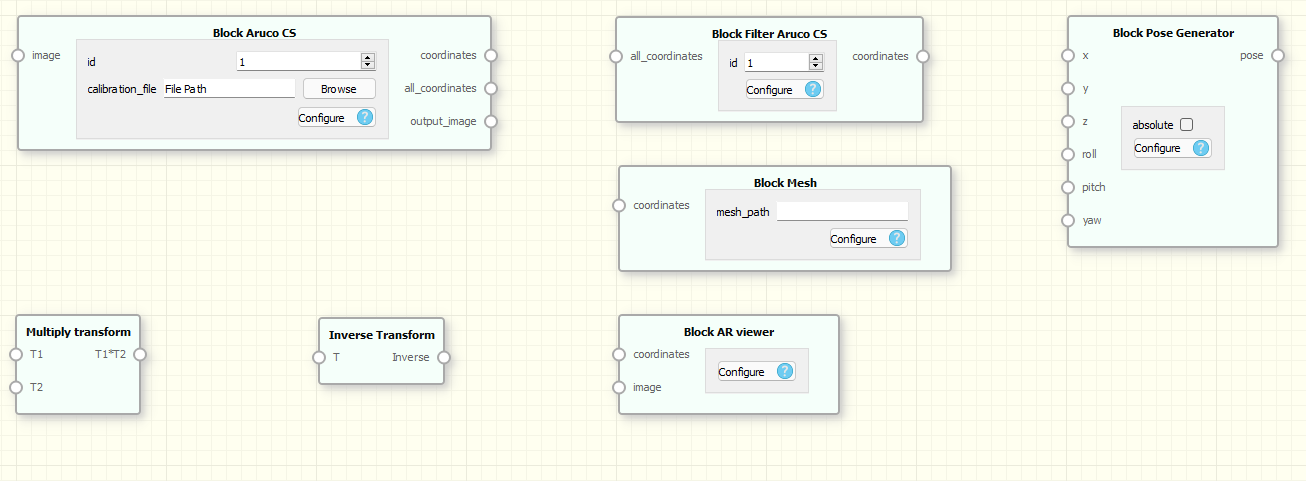 Block Aruco CS
image
id
1
coordinates
calibration_file
File Path
Browse
all_coordinates
Configure
?
output_image
Block Filter Aruco CS
all_coordinates
id
1
coordinates
Configure
?
Block Pose Generator
x
pose
y
z
absolute
roll
Configure
?
pitch
yaw
Block Mesh
coordinates
mesh_path
Configure
?
Multiply transform
T1
T1*T2
T2
Inverse Transform
T
Inverse
Block AR viewer
coordinates
Configure
?
image